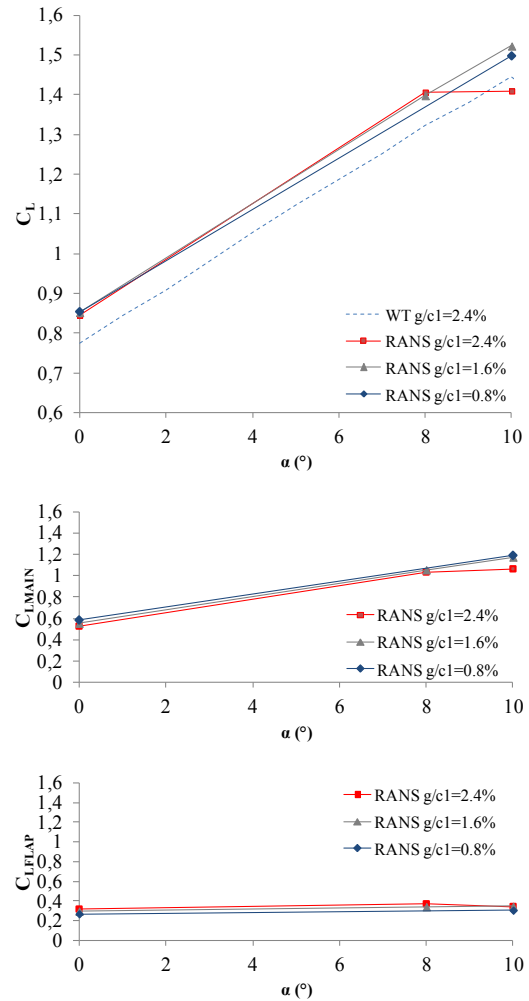 1,6
1,5
1,4
1,3
1,2
1,1
1
0,9
0,8
0,7
0,6
C_L
WT g/c1=2.4%
RANS g/c1=2.4%
RANS g/c1=1.6%
RANS g/c1=0.8%
0 2 4 6 8 10
α (°)
1,6
1,4
1,2
1
0,8
0,6
0,4
0,2
0
C_LMAIN
RANS g/c1=2.4%
RANS g/c1=1.6%
RANS g/c1=0.8%
0 2 4 6 8 10
α (°)
1,6
1,4
1,2
1
0,8
0,6
0,4
0,2
0
C_LFLAP
RANS g/c1=2.4%
RANS g/c1=1.6%
RANS g/c1=0.8%
0 2 4 6 8 10
α (°)